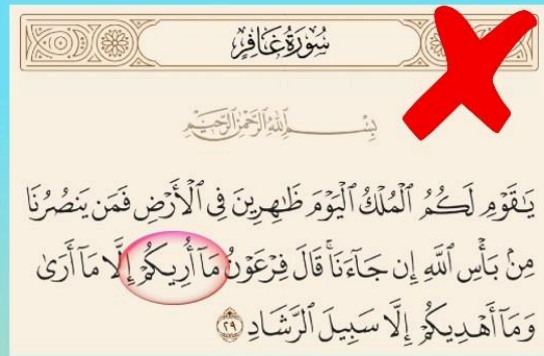 سُورَةُ غَافِرٍ
بِسْمِ ٱللَّهِ ٱلرَّحْمَٰنِ ٱلرَّحِيمِ
يَٰقَوْمِ لَكُمُ ٱلْمُلْكُ ٱلْيَوْمَ ظَٰهِرِينَ فِى ٱلْأَرْضِ فَمَن يَنصُرُنَا
مِنۢ بَأْسِ ٱللَّهِ إِن جَآءَنَا ۚ قَالَ فِرْعَوْنُ مَآ أُرِيكُمْ إِلَّا مَآ أَرَىٰ
وَمَآ أَهْدِيكُمْ إِلَّا سَبِيلَ ٱلرَّشَادِ ٢٩